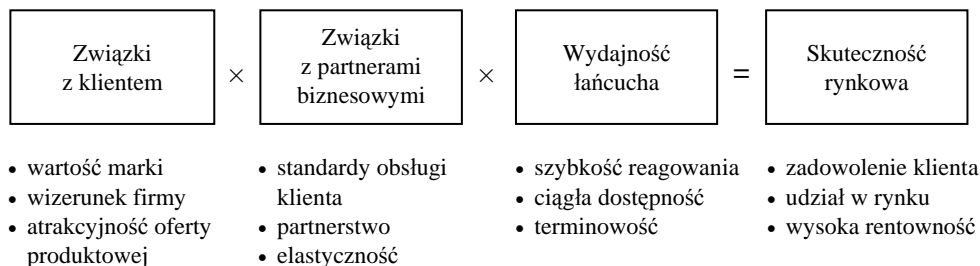 Związki
z klientem
×
Związki
z partnerami
biznesowymi
×
Wydajność
łańcucha
=
Skuteczność
rynkowa
• wartość marki
• wizerunek firmy
• atrakcyjność oferty
produktowej
• standardy obsługi
klienta
• partnerstwo
• elastyczność
• szybkość reagowania
• ciągła dostępność
• terminowość
• zadowolenie klienta
• udział w rynku
• wysoka rentowność